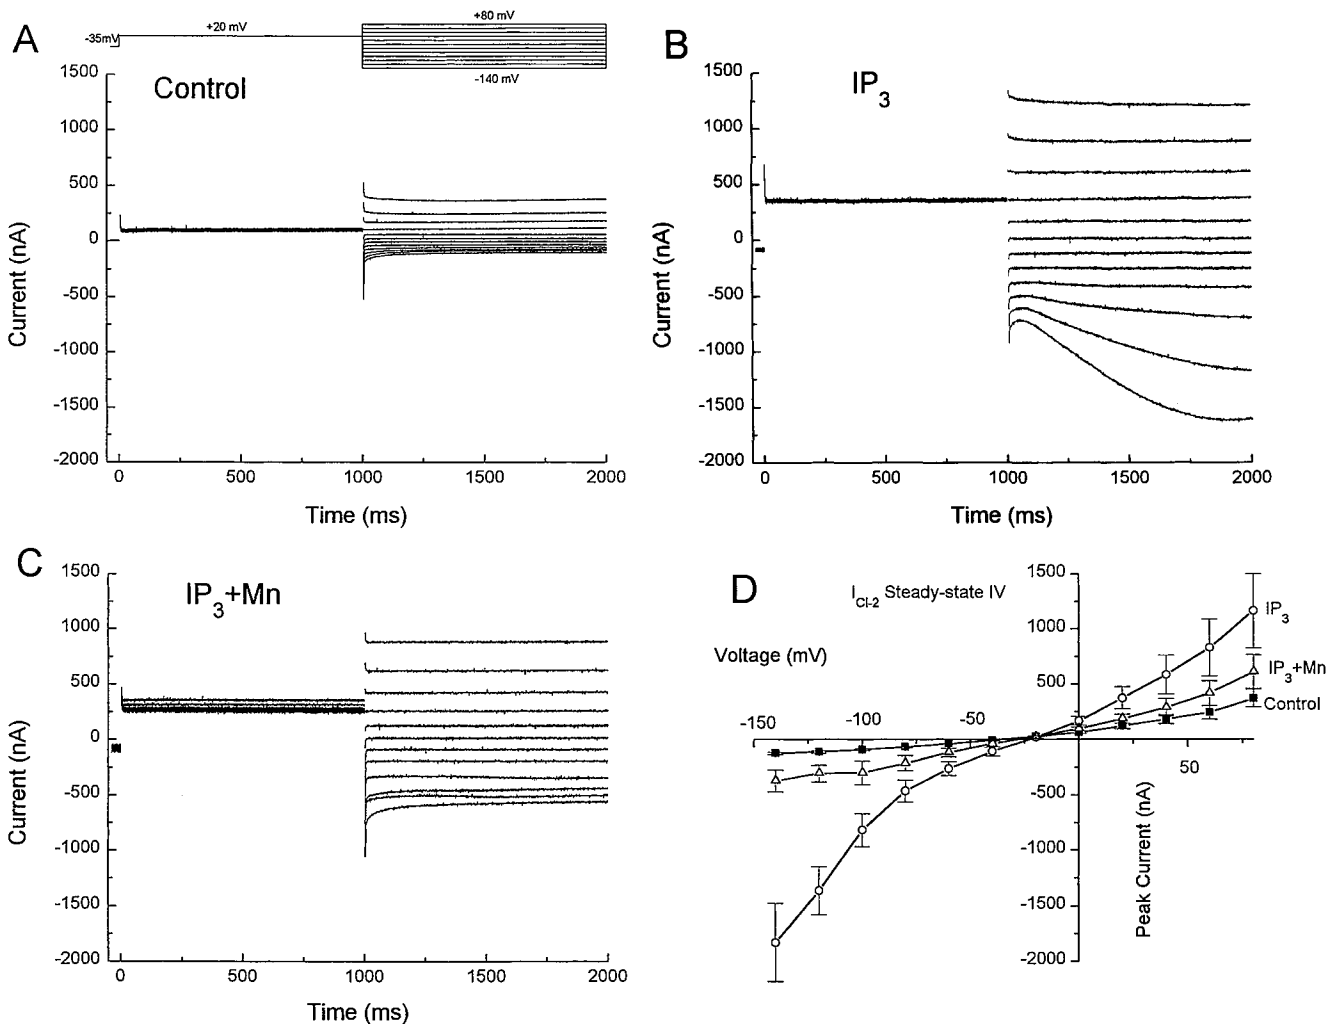 A
-35mV
+20 mV
+80 mV
-140 mV
Control
1500
1000
500
0
-500
-1000
-1500
-2000
Current (nA)
0
500
1000
1500
2000
Time (ms)
B
IP3
1500
1000
500
0
-500
-1000
-1500
-2000
Current (nA)
0
500
1000
1500
2000
Time (ms)
C
IP3+Mn
1500
1000
500
0
-500
-1000
-1500
-2000
Current (nA)
0
500
1000
1500
2000
Time (ms)
D
ICl-2 Steady-state IV
Voltage (mV)
-150
-100
-50
50
1500
1000
500
-500
-1000
-1500
-2000
Peak Current (nA)
IP3
IP3+Mn
Control